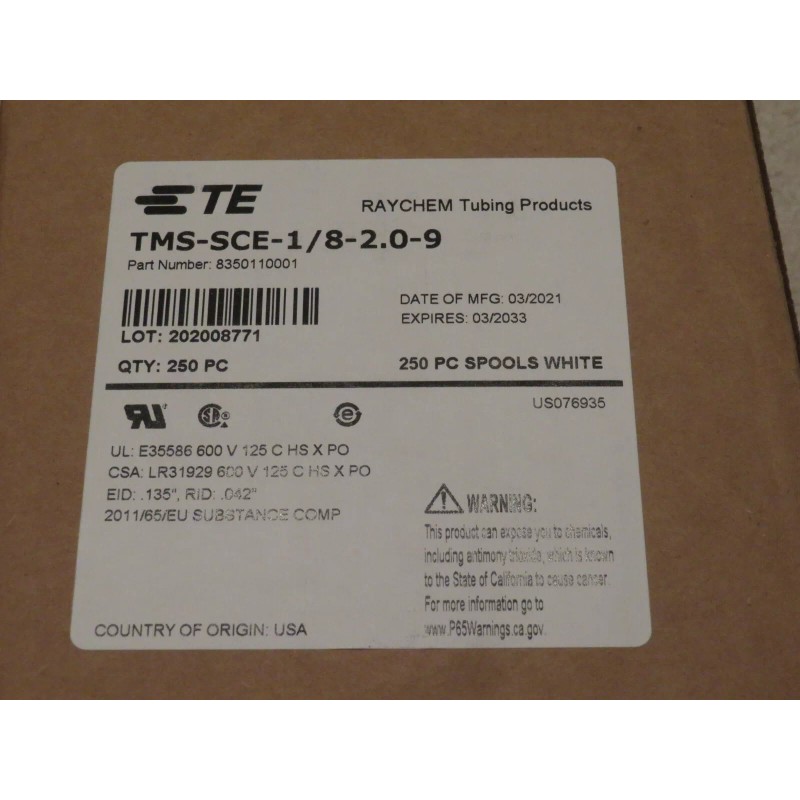 TE
RAYCHEM Tubing Products
TMS-SCE-1/8-2.0-9
Part Number: 8350110001
DATE OF MFG: 03/2021
EXPIRES: 03/2033
LOT: 202008771
QTY: 250 PC
250 PC SPOOLS WHITE
US076935
UL: E35586 600 V 125 C HS X PO
CSA: LR31929 600 V 125 C HS X PO
EID: .135", RID: .042"
2011/65/EU SUBSTANCE COMP
WARNING:
This product can expose you to chemicals,
including antimony trioxide, which is known
to the State of California to cause cancer.
For more information go to
www.P65Warnings.ca.gov
COUNTRY OF ORIGIN: USA